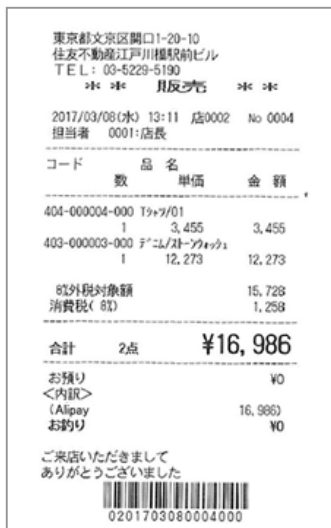 東京都文京区関口1-20-10
住友不動産江戸川橋駅前ビル
TEL: 03-5229-5190
＊＊ 販売 ＊＊
2017/03/08(水) 13:11 店0002 No 0004
担当者 0001:店長
コード 品 名
数 単価 金 額
404-000004-000 Tシャツ/01
1 3,455 3,455
403-000003-000 デニム/ストーンウォッシュ
1 12,273 12,273
8%外税対象額 15,728
消費税( 8%) 1,258
合計 2点 ¥16,986
お預り ¥0
<内訳>
(Alipay 16,986)
お釣り ¥0
ご来店いただきまして
ありがとうございました
0201703080004000